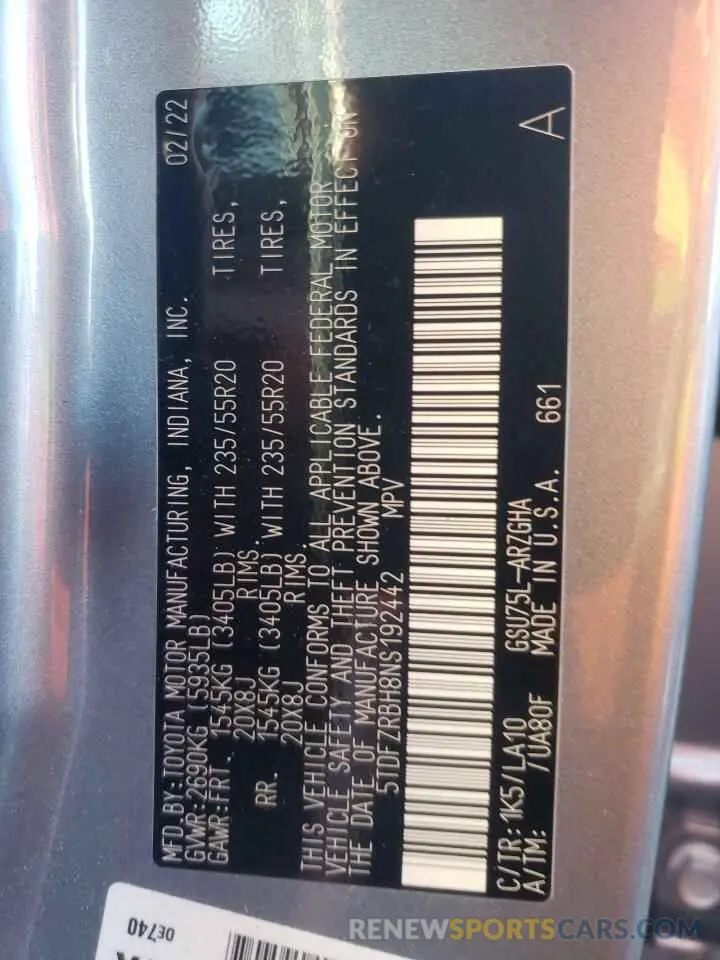 MFD.BY:TOYOTA MOTOR MANUFACTURING, INDIANA, INC. 02/22
GVWR:2690KG (5935LB)
GAWR:FRT. 1545KG (3405LB) WITH 235/55R20 TIRES,
20X8J RIMS.
RR. 1545KG (3405LB) WITH 235/55R20 TIRES,
20X8J RIMS.
THIS VEHICLE CONFORMS TO ALL APPLICABLE FEDERAL MOTOR
VEHICLE SAFETY AND THEFT PREVENTION STANDARDS IN EFFECT ON
THE DATE OF MANUFACTURE SHOWN ABOVE.
5TDFZRBH8NS192442 MPV
C/TR:1K5/LA10 GSU75L-ARZGHA 661 A
A/TM: /UA80F MADE IN U.S.A.
DE740
RENEWSPORTSCARS.COM